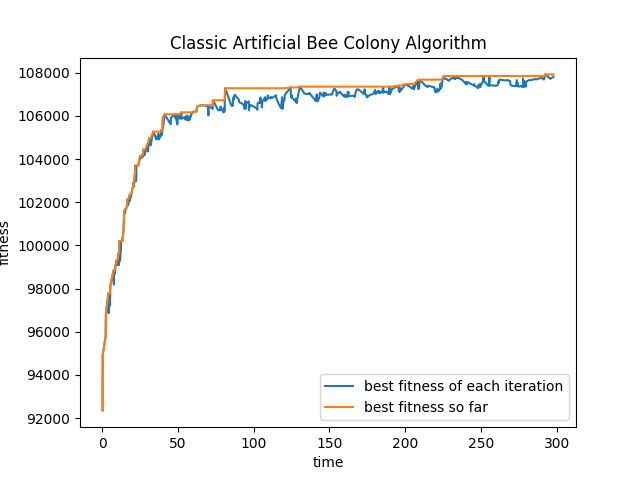 Classic Artificial Bee Colony Algorithm
108000
106000
104000
102000
100000
98000
96000
94000
92000
fitness
0 50 100 150 200 250 300
time
best fitness of each iteration
best fitness so far